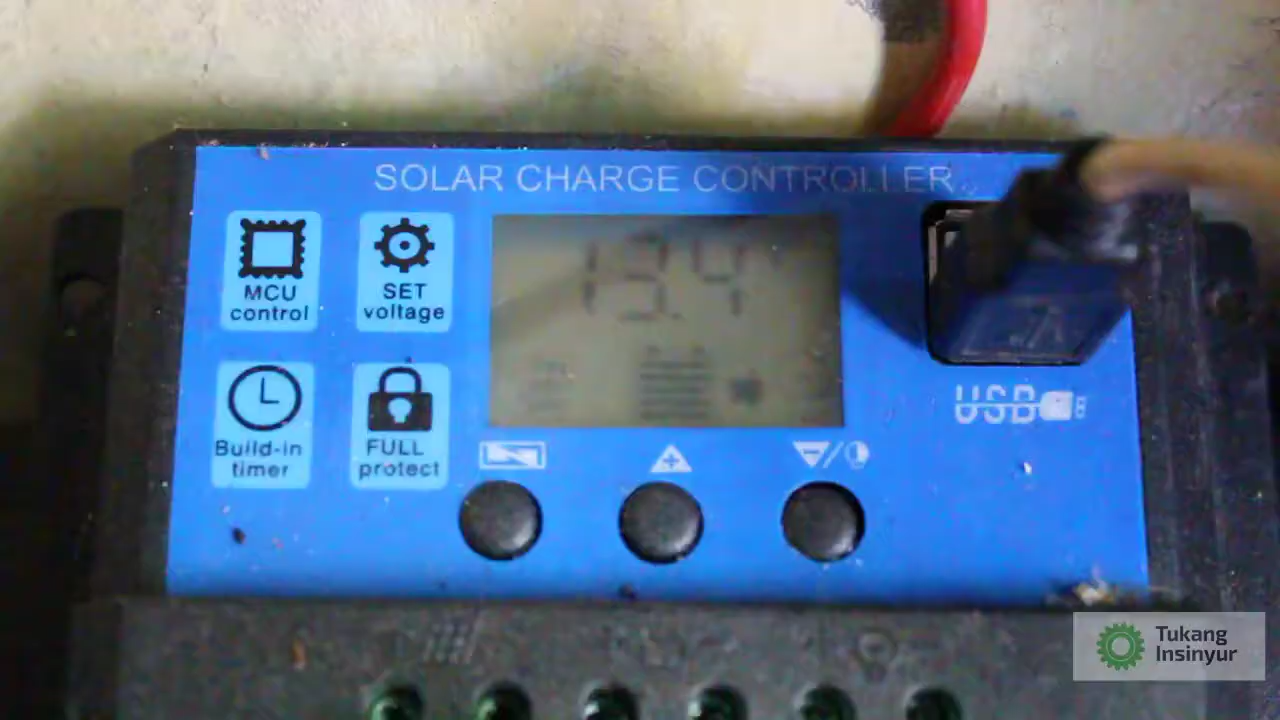 SOLAR CHARGE CONTROLLER
MCU
control
SET
voltage
13.4
Build-in
timer
FULL
protect
USB
Tukang
Insinyur